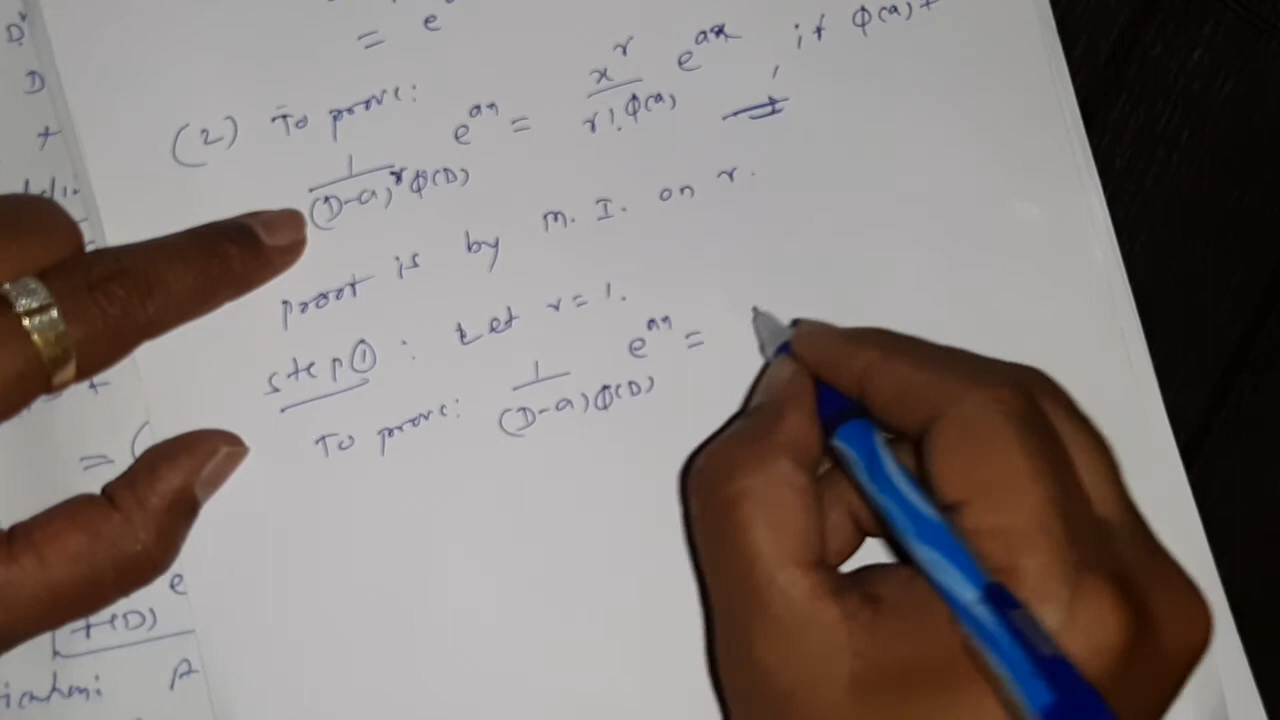 = e
(2) To prove:
1/((D-a)^r φ(D)) e^{ax} = x^r/(r! φ(a)) e^{ax}, if φ(a) ≠
Proof is by M. I. on r.
Step ①: Let r = 1.
To prove: 1/((D-a) φ(D)) e^{ax} =
D
D
+
= (
e
f(D)
A